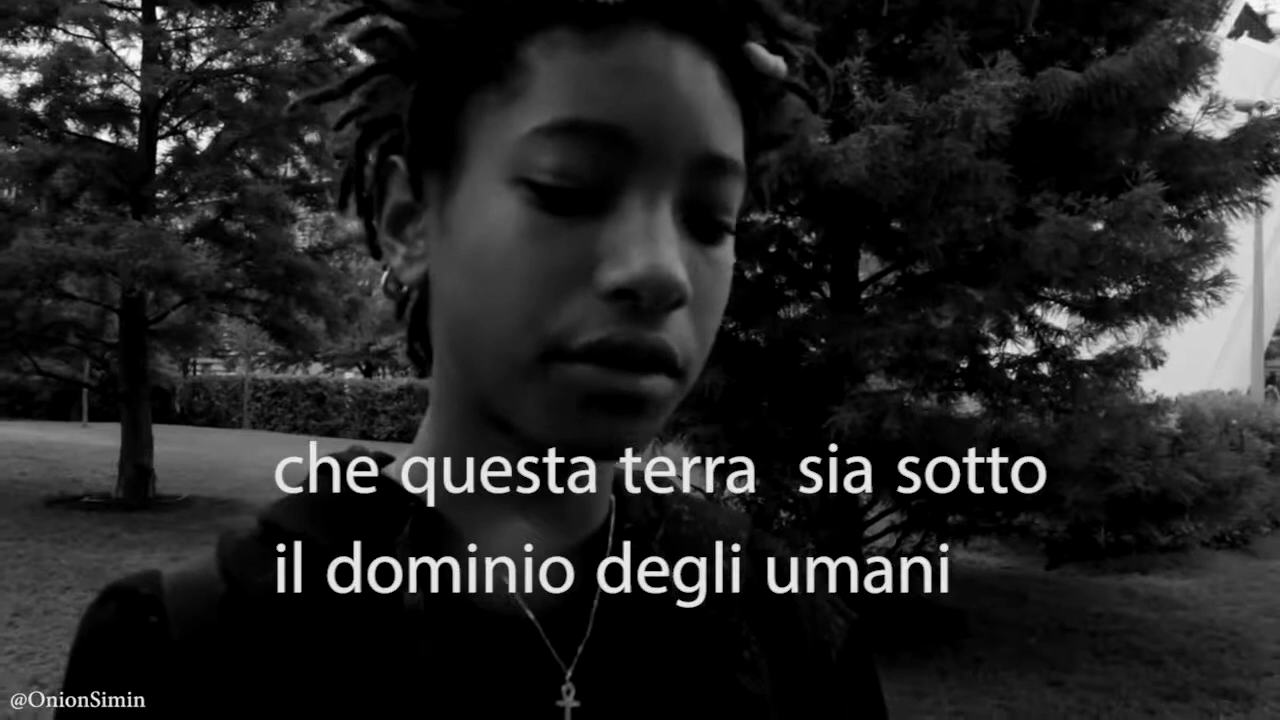 che questa terra  sia sotto
il dominio degli umani
@OnionSimin